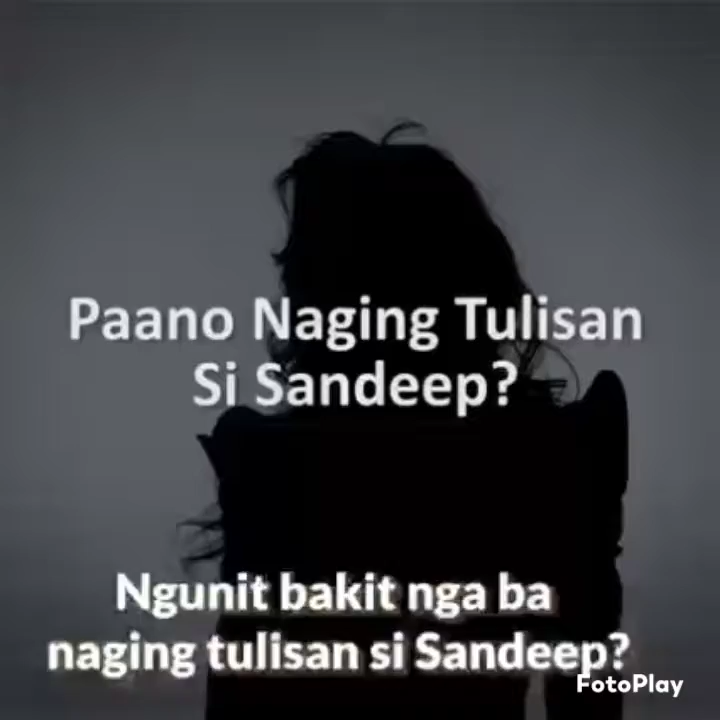 Paano Naging Tulisan
Si Sandeep?
Ngunit bakit nga ba
naging tulisan si Sandeep?
FotoPlay